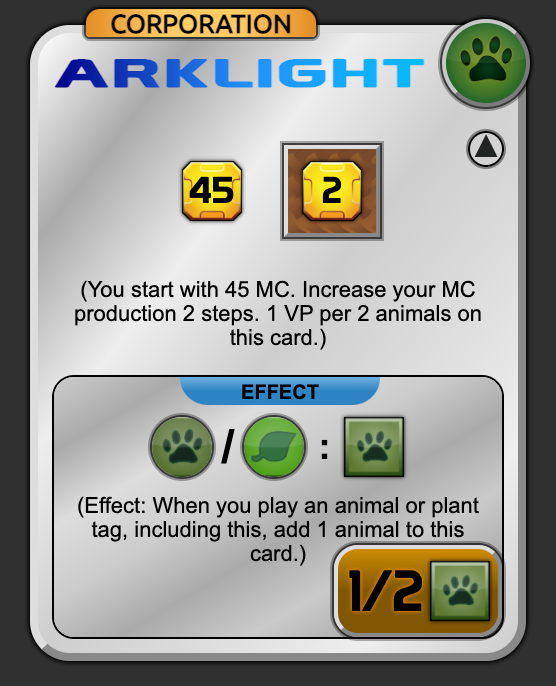 CORPORATION
ARKLIGHT
45 2
(You start with 45 MC. Increase your MC
production 2 steps. 1 VP per 2 animals on
this card.)
EFFECT
/ :
(Effect: When you play an animal or plant
tag, including this, add 1 animal to this
card.)
1/2